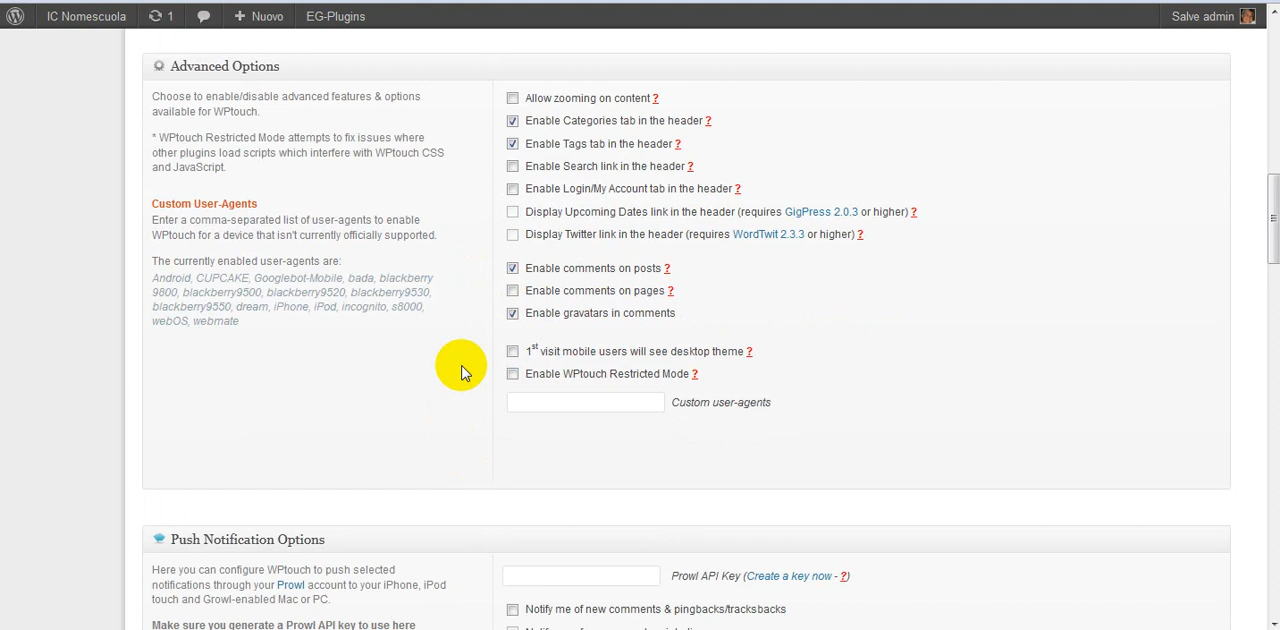 IC Nomescuola 1 Nuovo EG-Plugins Salve admin
Advanced Options
Choose to enable/disable advanced features & options
available for WPtouch.
* WPtouch Restricted Mode attempts to fix issues where
other plugins load scripts which interfere with WPtouch CSS
and JavaScript.
Custom User-Agents
Enter a comma-separated list of user-agents to enable
WPtouch for a device that isn't currently officially supported.
The currently enabled user-agents are:
Android, CUPCAKE, Googlebot-Mobile, bada, blackberry
9800, blackberry9500, blackberry9520, blackberry9530,
blackberry9550, dream, iPhone, iPod, incognito, s8000,
webOS, webmate
Allow zooming on content ?
Enable Categories tab in the header ?
Enable Tags tab in the header ?
Enable Search link in the header ?
Enable Login/My Account tab in the header ?
Display Upcoming Dates link in the header (requires GigPress 2.0.3 or higher) ?
Display Twitter link in the header (requires WordTwit 2.3.3 or higher) ?
Enable comments on posts ?
Enable comments on pages ?
Enable gravatars in comments
1st visit mobile users will see desktop theme ?
Enable WPtouch Restricted Mode ?
Custom user-agents
Push Notification Options
Here you can configure WPtouch to push selected
notifications through your Prowl account to your iPhone, iPod
touch and Growl-enabled Mac or PC.
Make sure you generate a Prowl API key to use here
Prowl API Key (Create a key now - ?)
Notify me of new comments & pingbacks/tracksbacks